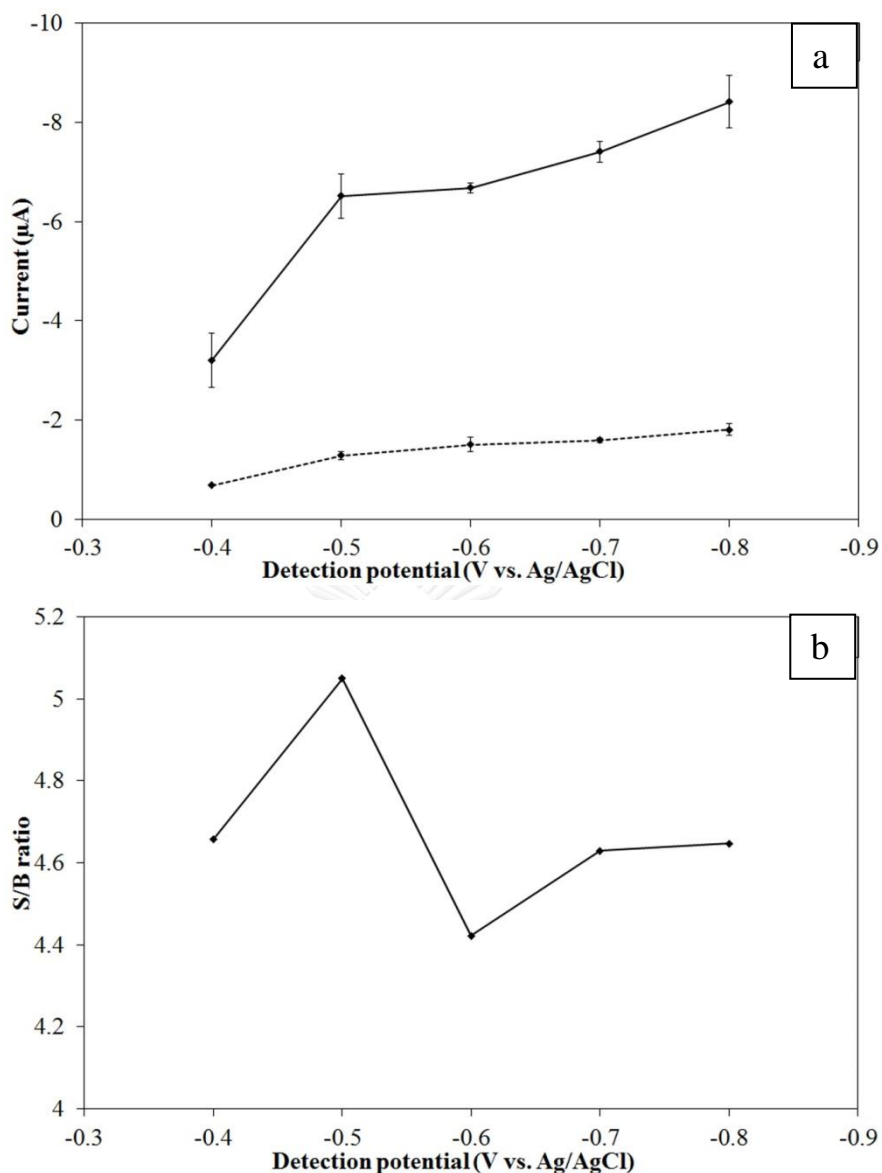 a
-10
-8
-6
-4
-2
0
Current (µA)
-0.3 -0.4 -0.5 -0.6 -0.7 -0.8 -0.9
Detection potential (V vs. Ag/AgCl)
b
5.2
5
4.8
4.6
4.4
4.2
4
S/B ratio
-0.3 -0.4 -0.5 -0.6 -0.7 -0.8 -0.9
Detection potential (V vs. Ag/AgCl)